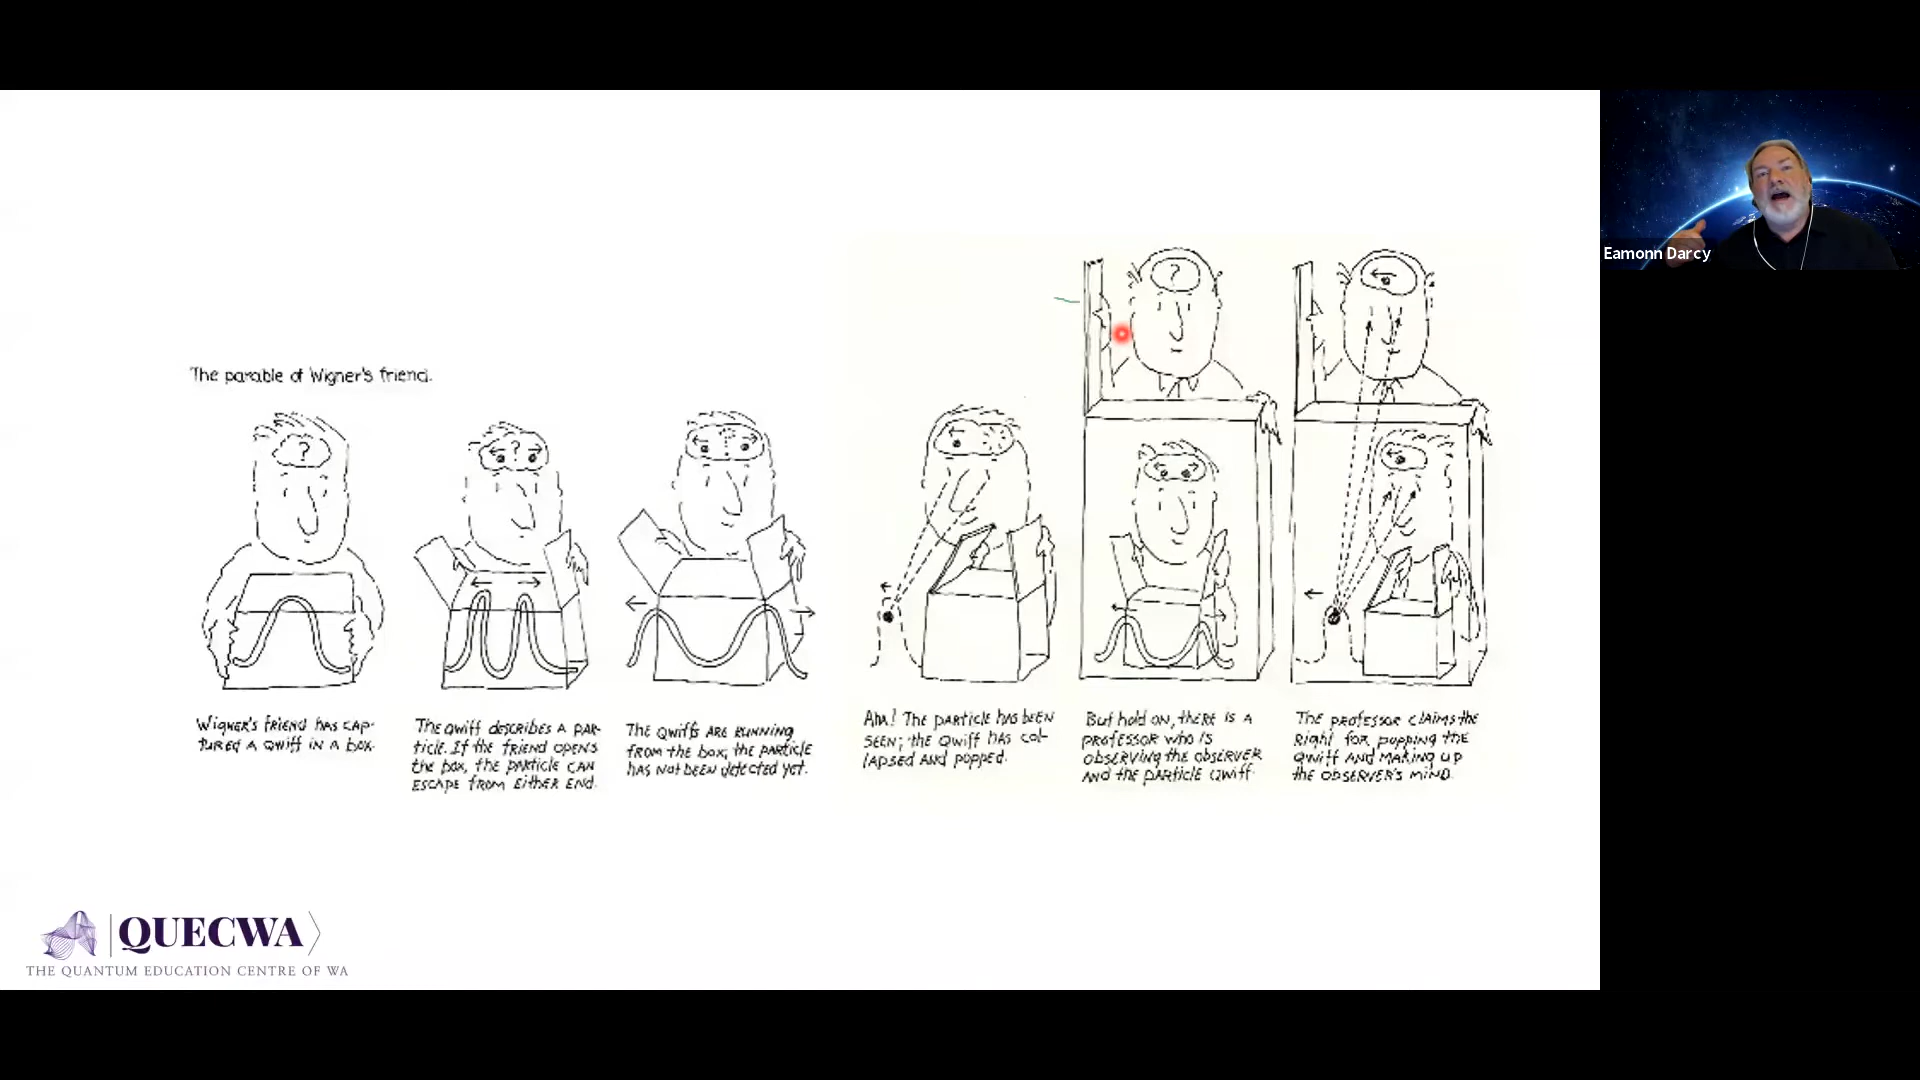 The parable of Wigner's friend.
Wigner's friend has cap-
tured a qwiff in a box.
The qwiff describes a par-
ticle. If the friend opens
the box, the particle can
escape from either end.
The qwiffs are running
from the box; the particle
has not been detected yet.
Aha! The particle has been
seen; the qwiff has col-
lapsed and popped.
But hold on, there is a
professor who is
observing the observer
and the particle qwiff.
The professor claims the
right for popping the
qwiff and making up
the observer's mind.
?
?
?
Eamonn Darcy
QUECWA
THE QUANTUM EDUCATION CENTRE OF WA